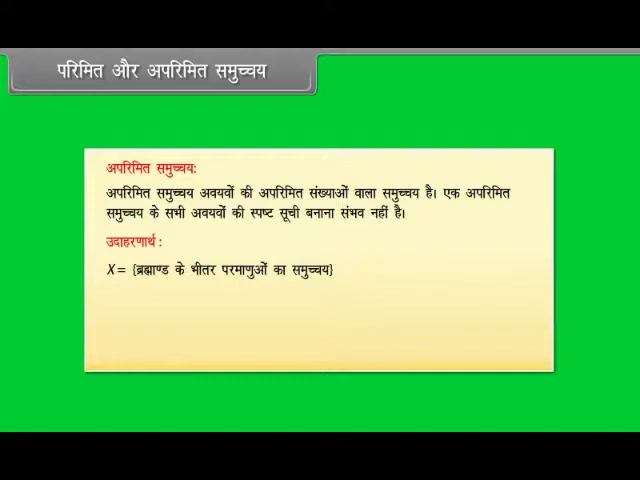 परिमित और अपरिमित समुच्चय
अपरिमित समुच्चय:
अपरिमित समुच्चय अवयवों की अपरिमित संख्याओं वाला समुच्चय है। एक अपरिमित
समुच्चय के सभी अवयवों की स्पष्ट सूची बनाना संभव नहीं है।
उदाहरणार्थ :
X = {ब्रह्माण्ड के भीतर परमाणुओं का समुच्चय}